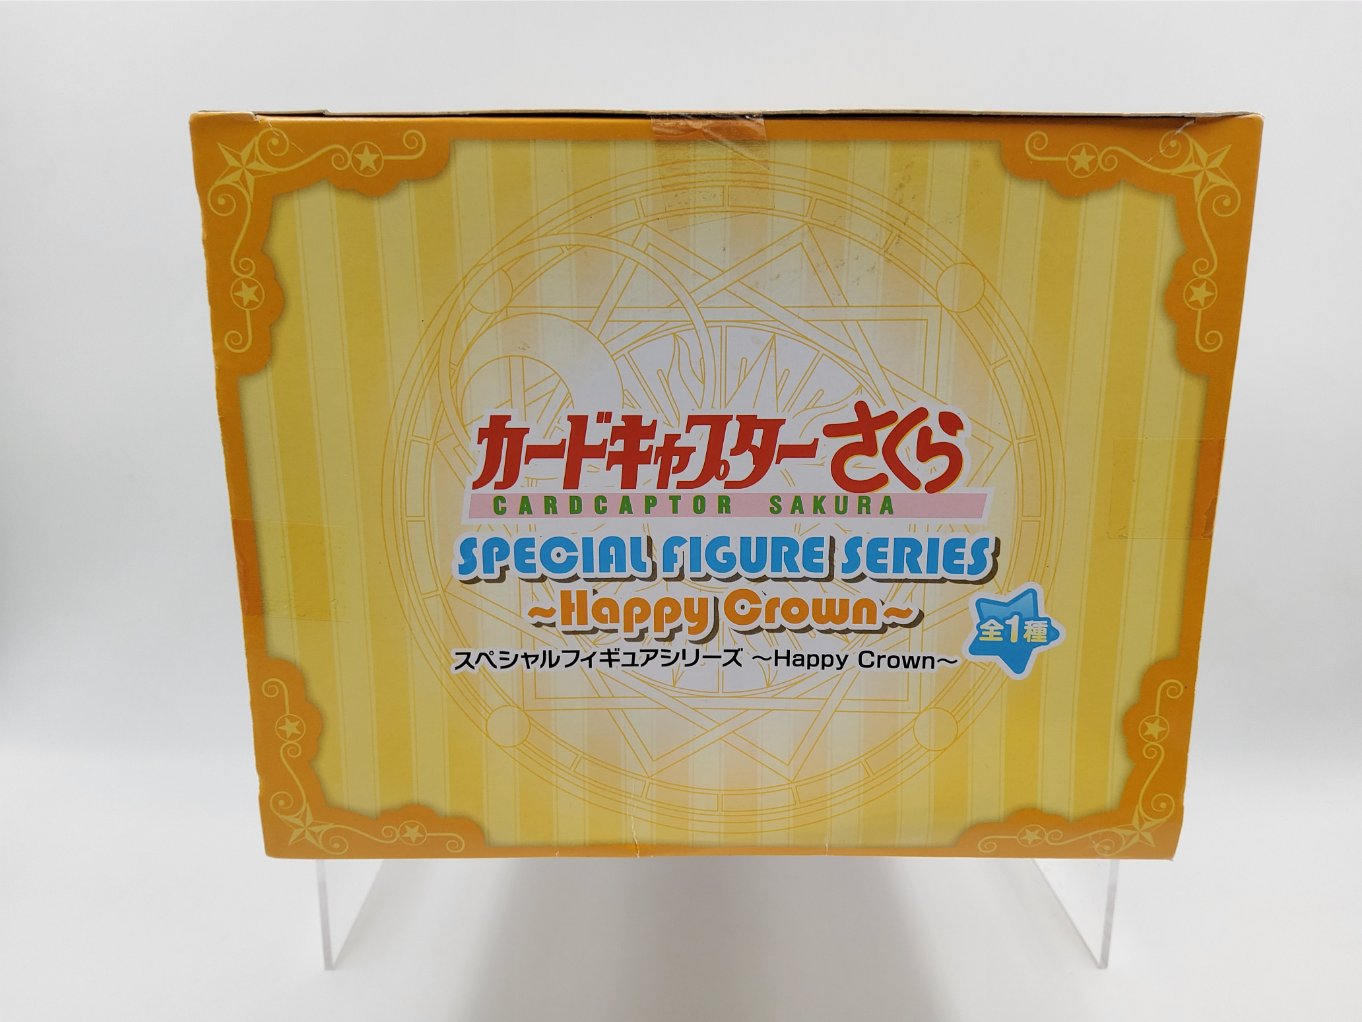 カードキャプターさくら
CARDCAPTOR SAKURA
SPECIAL FIGURE SERIES
~Happy Crown~
全1種
スペシャルフィギュアシリーズ ~Happy Crown~